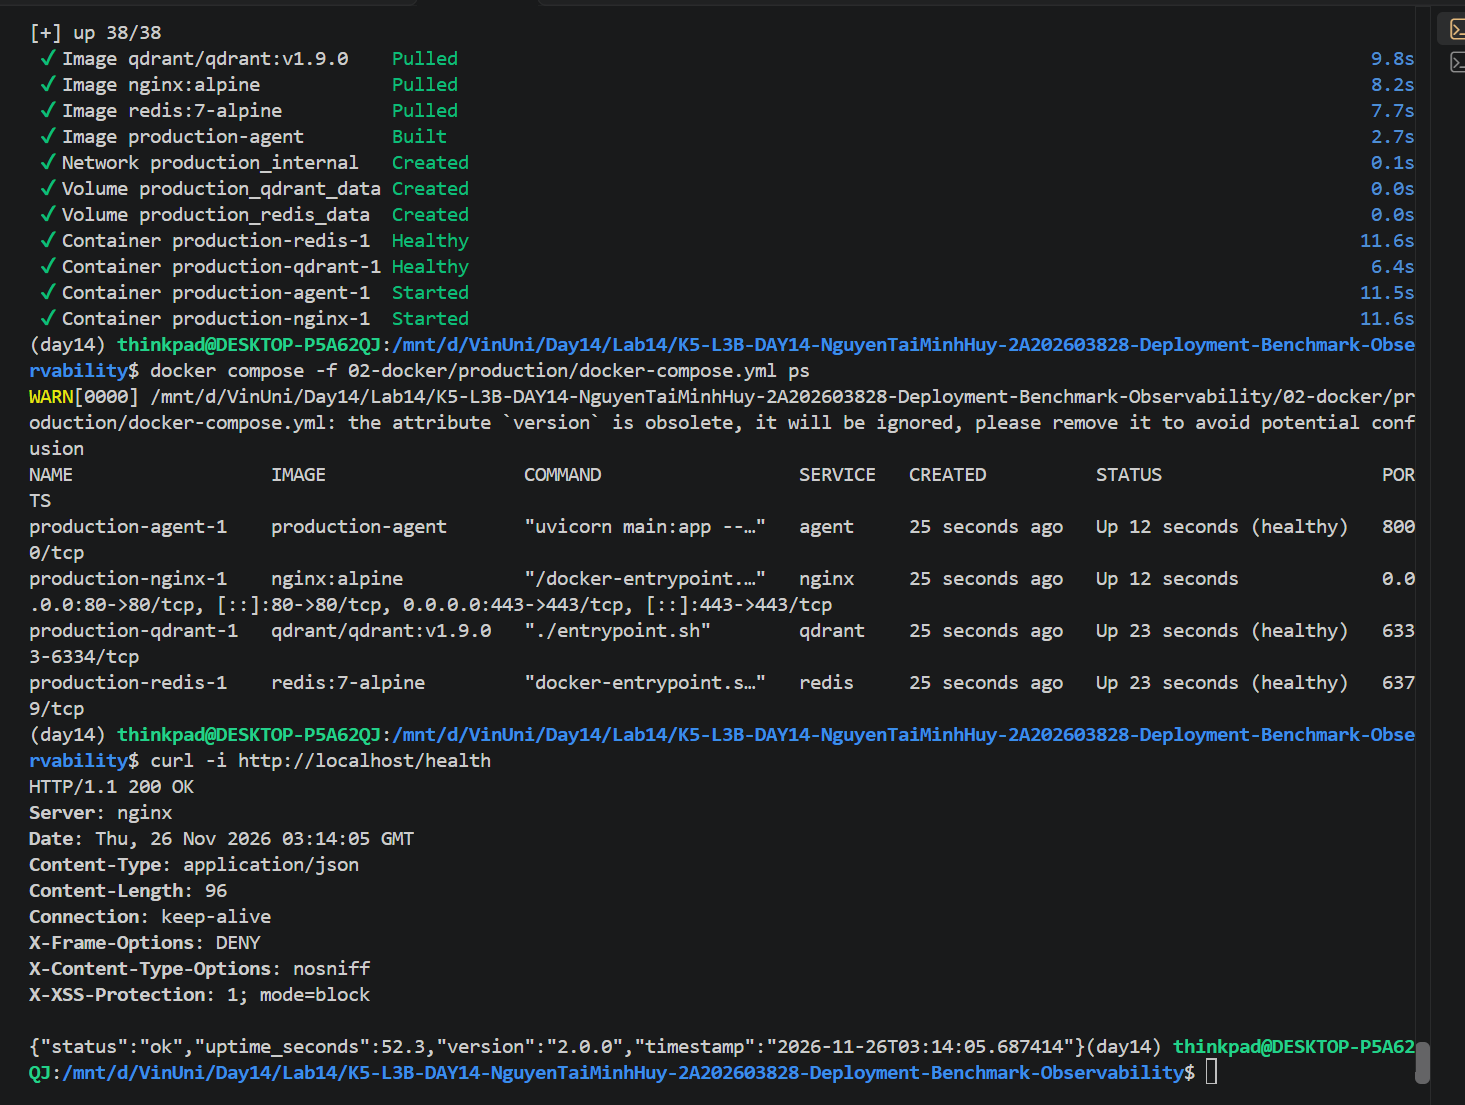 [+] up 38/38
✓ Image qdrant/qdrant:v1.9.0 Pulled 9.8s
✓ Image nginx:alpine Pulled 8.2s
✓ Image redis:7-alpine Pulled 7.7s
✓ Image production-agent Built 2.7s
✓ Network production_internal Created 0.1s
✓ Volume production_qdrant_data Created 0.0s
✓ Volume production_redis_data Created 0.0s
✓ Container production-redis-1 Healthy 11.6s
✓ Container production-qdrant-1 Healthy 6.4s
✓ Container production-agent-1 Started 11.5s
✓ Container production-nginx-1 Started 11.6s
(day14) thinkpad@DESKTOP-P5A62QJ:/mnt/d/VinUni/Day14/Lab14/K5-L3B-DAY14-NguyenTaiMinhHuy-2A202603828-Deployment-Benchmark-Obse
rvability$ docker compose -f 02-docker/production/docker-compose.yml ps
WARN[0000] /mnt/d/VinUni/Day14/Lab14/K5-L3B-DAY14-NguyenTaiMinhHuy-2A202603828-Deployment-Benchmark-Observability/02-docker/pr
oduction/docker-compose.yml: the attribute `version` is obsolete, it will be ignored, please remove it to avoid potential conf
usion
NAME IMAGE COMMAND SERVICE CREATED STATUS POR
TS
production-agent-1 production-agent "uvicorn main:app --…" agent 25 seconds ago Up 12 seconds (healthy) 800
0/tcp
production-nginx-1 nginx:alpine "/docker-entrypoint.…" nginx 25 seconds ago Up 12 seconds 0.0
.0.0:80->80/tcp, [::]:80->80/tcp, 0.0.0.0:443->443/tcp, [::]:443->443/tcp
production-qdrant-1 qdrant/qdrant:v1.9.0 "./entrypoint.sh" qdrant 25 seconds ago Up 23 seconds (healthy) 633
3-6334/tcp
production-redis-1 redis:7-alpine "docker-entrypoint.s…" redis 25 seconds ago Up 23 seconds (healthy) 637
9/tcp
(day14) thinkpad@DESKTOP-P5A62QJ:/mnt/d/VinUni/Day14/Lab14/K5-L3B-DAY14-NguyenTaiMinhHuy-2A202603828-Deployment-Benchmark-Obse
rvability$ curl -i http://localhost/health
HTTP/1.1 200 OK
Server: nginx
Date: Thu, 26 Nov 2026 03:14:05 GMT
Content-Type: application/json
Content-Length: 96
Connection: keep-alive
X-Frame-Options: DENY
X-Content-Type-Options: nosniff
X-XSS-Protection: 1; mode=block
{"status":"ok","uptime_seconds":52.3,"version":"2.0.0","timestamp":"2026-11-26T03:14:05.687414"}(day14) thinkpad@DESKTOP-P5A62
QJ:/mnt/d/VinUni/Day14/Lab14/K5-L3B-DAY14-NguyenTaiMinhHuy-2A202603828-Deployment-Benchmark-Observability$